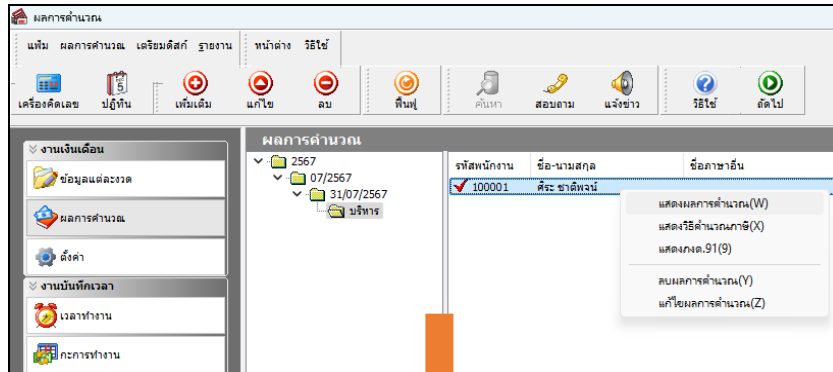 ผลการคำนวณ
แฟ้ม ผลการคำนวณ เตรียมดิสก์ รายงาน หน้าต่าง วิธีใช้
เครื่องคิดเลข ปฏิทิน เพิ่มเติม แก้ไข ลบ ฟื้นฟู ค้นหา สอบถาม แจ้งข่าว วิธีใช้ ถัดไป
5
งานเงินเดือน
ข้อมูลแต่ละงวด
ผลการคำนวณ
ตั้งค่า
งานบันทึกเวลา
เวลาทำงาน
กะการทำงาน
ผลการคำนวณ
2567
07/2567
31/07/2567
บริหาร
รหัสพนักงาน ชื่อ-นามสกุล ชื่อภาษาอื่น
100001 ศิระ ชาติพจน์
แสดงผลการคำนวณ(W)
แสดงวิธีคำนวณภาษี(X)
แสดงภงด.91(9)
ลบผลการคำนวณ(Y)
แก้ไขผลการคำนวณ(Z)